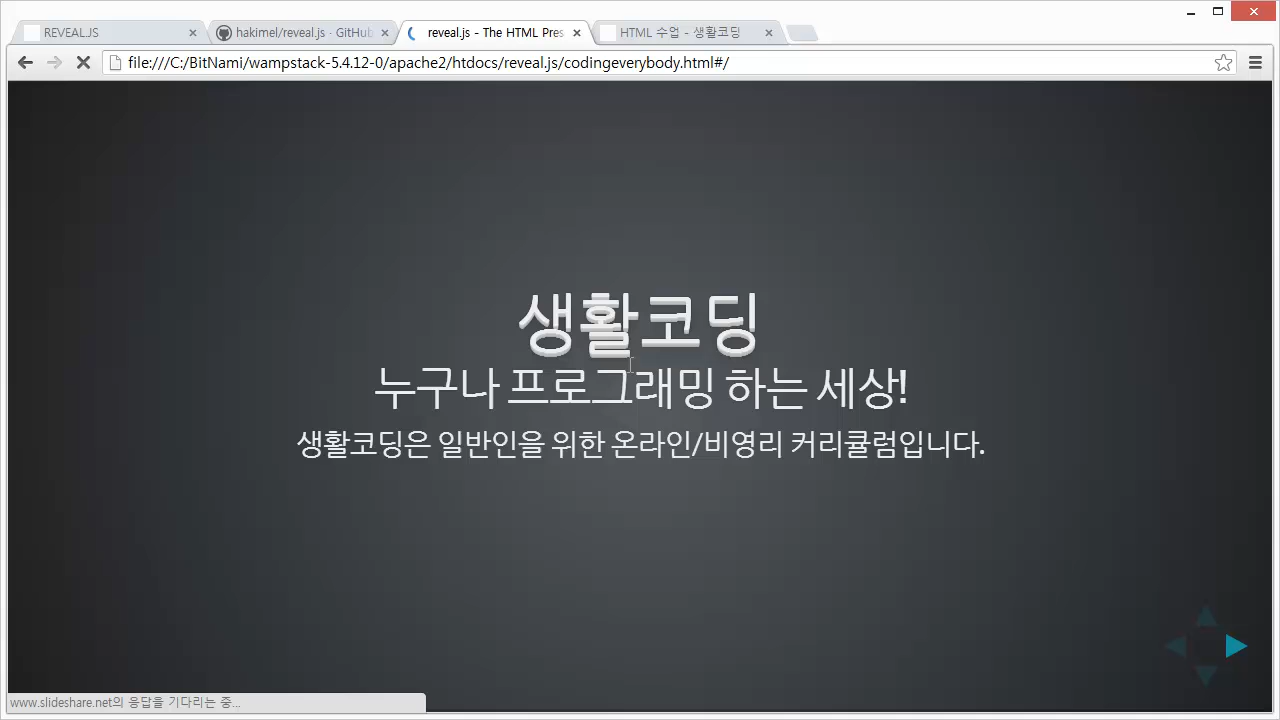 REVEAL.JS
hakimel/reveal.js · GitHub
reveal.js - The HTML Pres
HTML 수업 - 생활코딩
file:///C:/BitNami/wampstack-5.4.12-0/apache2/htdocs/reveal.js/codingeverybody.html#/
생활코딩
누구나 프로그래밍 하는 세상!
생활코딩은 일반인을 위한 온라인/비영리 커리큘럼입니다.
www.slideshare.net의 응답을 기다리는 중...